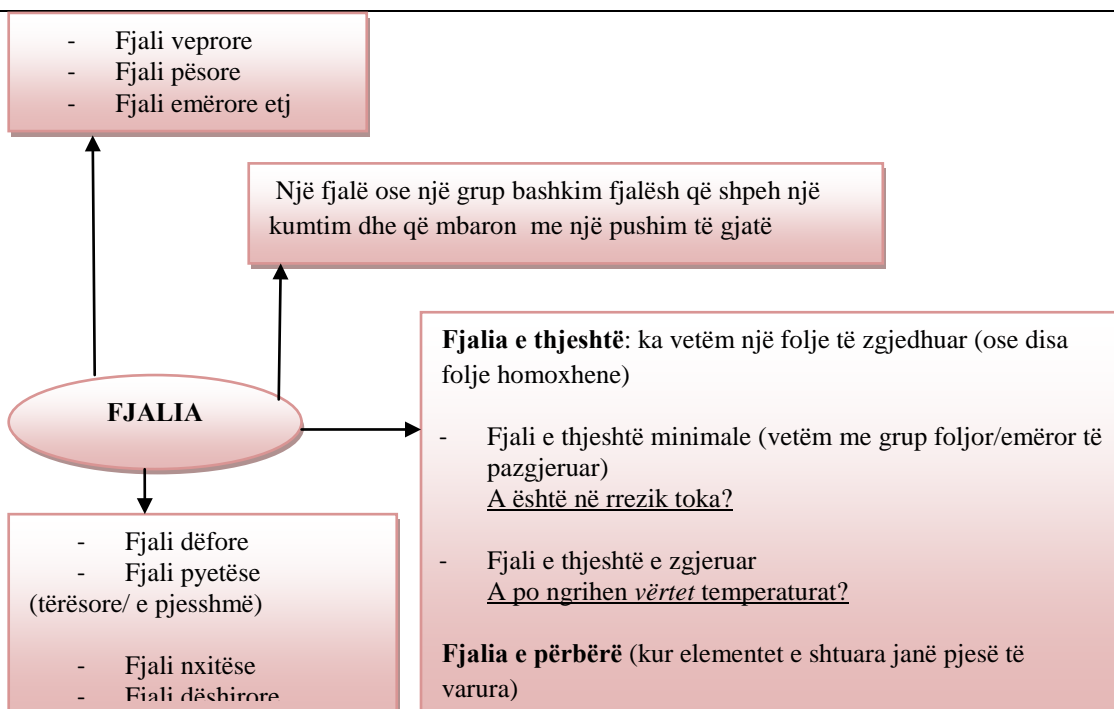 - Fjali veprore
- Fjali pësore
- Fjali emërore etj
Një fjalë ose një grup bashkim fjalësh që shpeh një
kumtim dhe që mbaron me një pushim të gjatë
FJALIA
Fjalia e thjeshtë: ka vetëm një folje të zgjedhuar (ose disa
folje homoxhene)
- Fjali e thjeshtë minimale (vetëm me grup foljor/emëror të
pazgjeruar)
A është në rrezik toka?
- Fjali e thjeshtë e zgjeruar
A po ngrihen vërtet temperaturat?
Fjalia e përbërë (kur elementet e shtuara janë pjesë të
varura)
- Fjali dëfore
- Fjali pyetëse
(tërësore/ e pjesshmë)
- Fjali nxitëse
- Fjali dëshirore